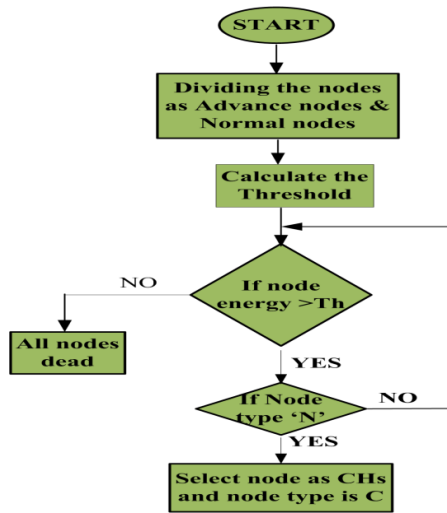 START
Dividing the nodes
as Advance nodes &
Normal nodes
Calculate the
Threshold
If node
energy >Th
NO
All nodes
dead
YES
If Node
type ‘N’
NO
YES
Select node as CHs
and node type is C